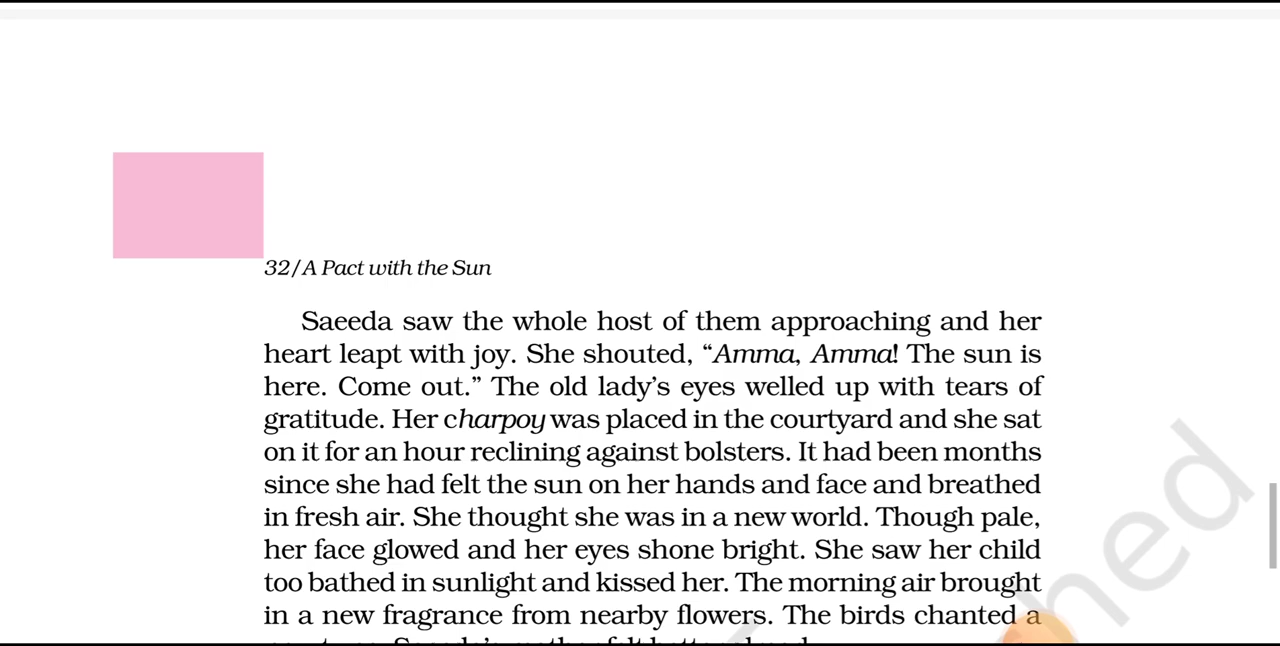 32/A Pact with the Sun
Saeeda saw the whole host of them approaching and her
heart leapt with joy. She shouted, “Amma, Amma! The sun is
here. Come out.” The old lady’s eyes welled up with tears of
gratitude. Her charpoy was placed in the courtyard and she sat
on it for an hour reclining against bolsters. It had been months
since she had felt the sun on her hands and face and breathed
in fresh air. She thought she was in a new world. Though pale,
her face glowed and her eyes shone bright. She saw her child
too bathed in sunlight and kissed her. The morning air brought
in a new fragrance from nearby flowers. The birds chanted a
Saeeda’s mother felt better